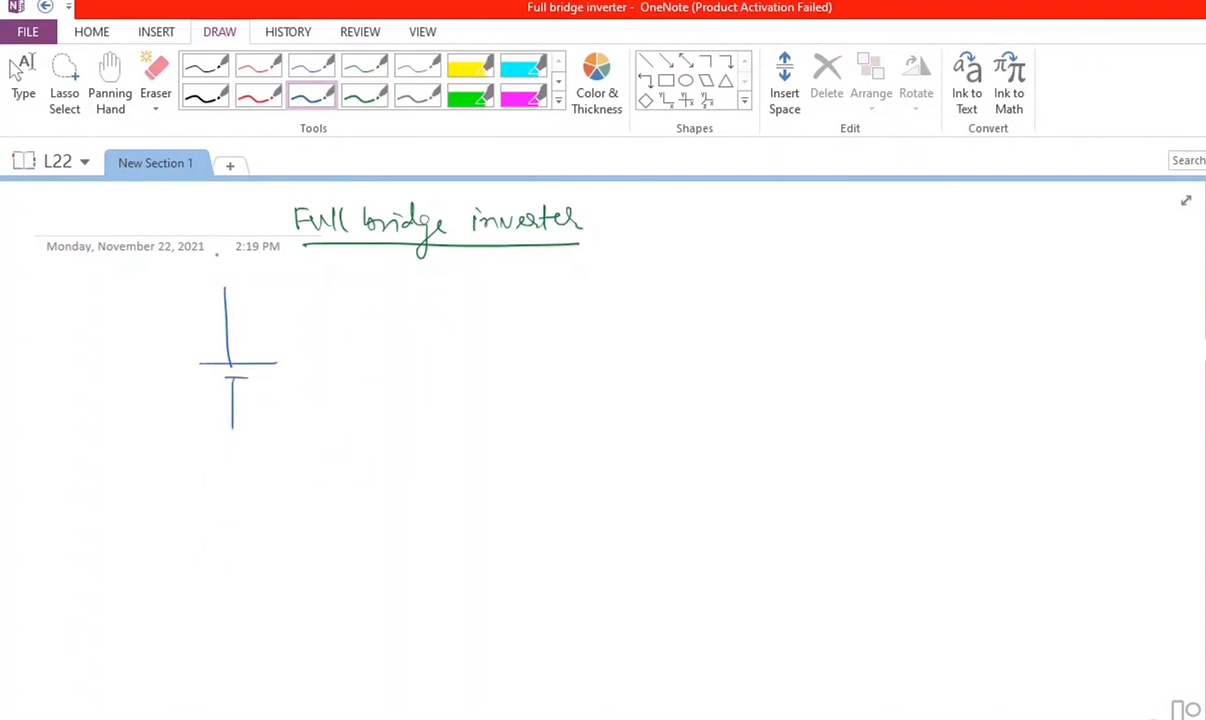 Full bridge inverter - OneNote (Product Activation Failed)
FILE HOME INSERT DRAW HISTORY REVIEW VIEW
Type
Lasso Select
Panning Hand
Eraser
Color & Thickness
Insert Space
Delete
Arrange
Rotate
Ink to Text
Ink to Math
Tools
Shapes
Edit
Convert
L22
New Section 1
Search
Full bridge inverter
Monday, November 22, 2021 2:19 PM